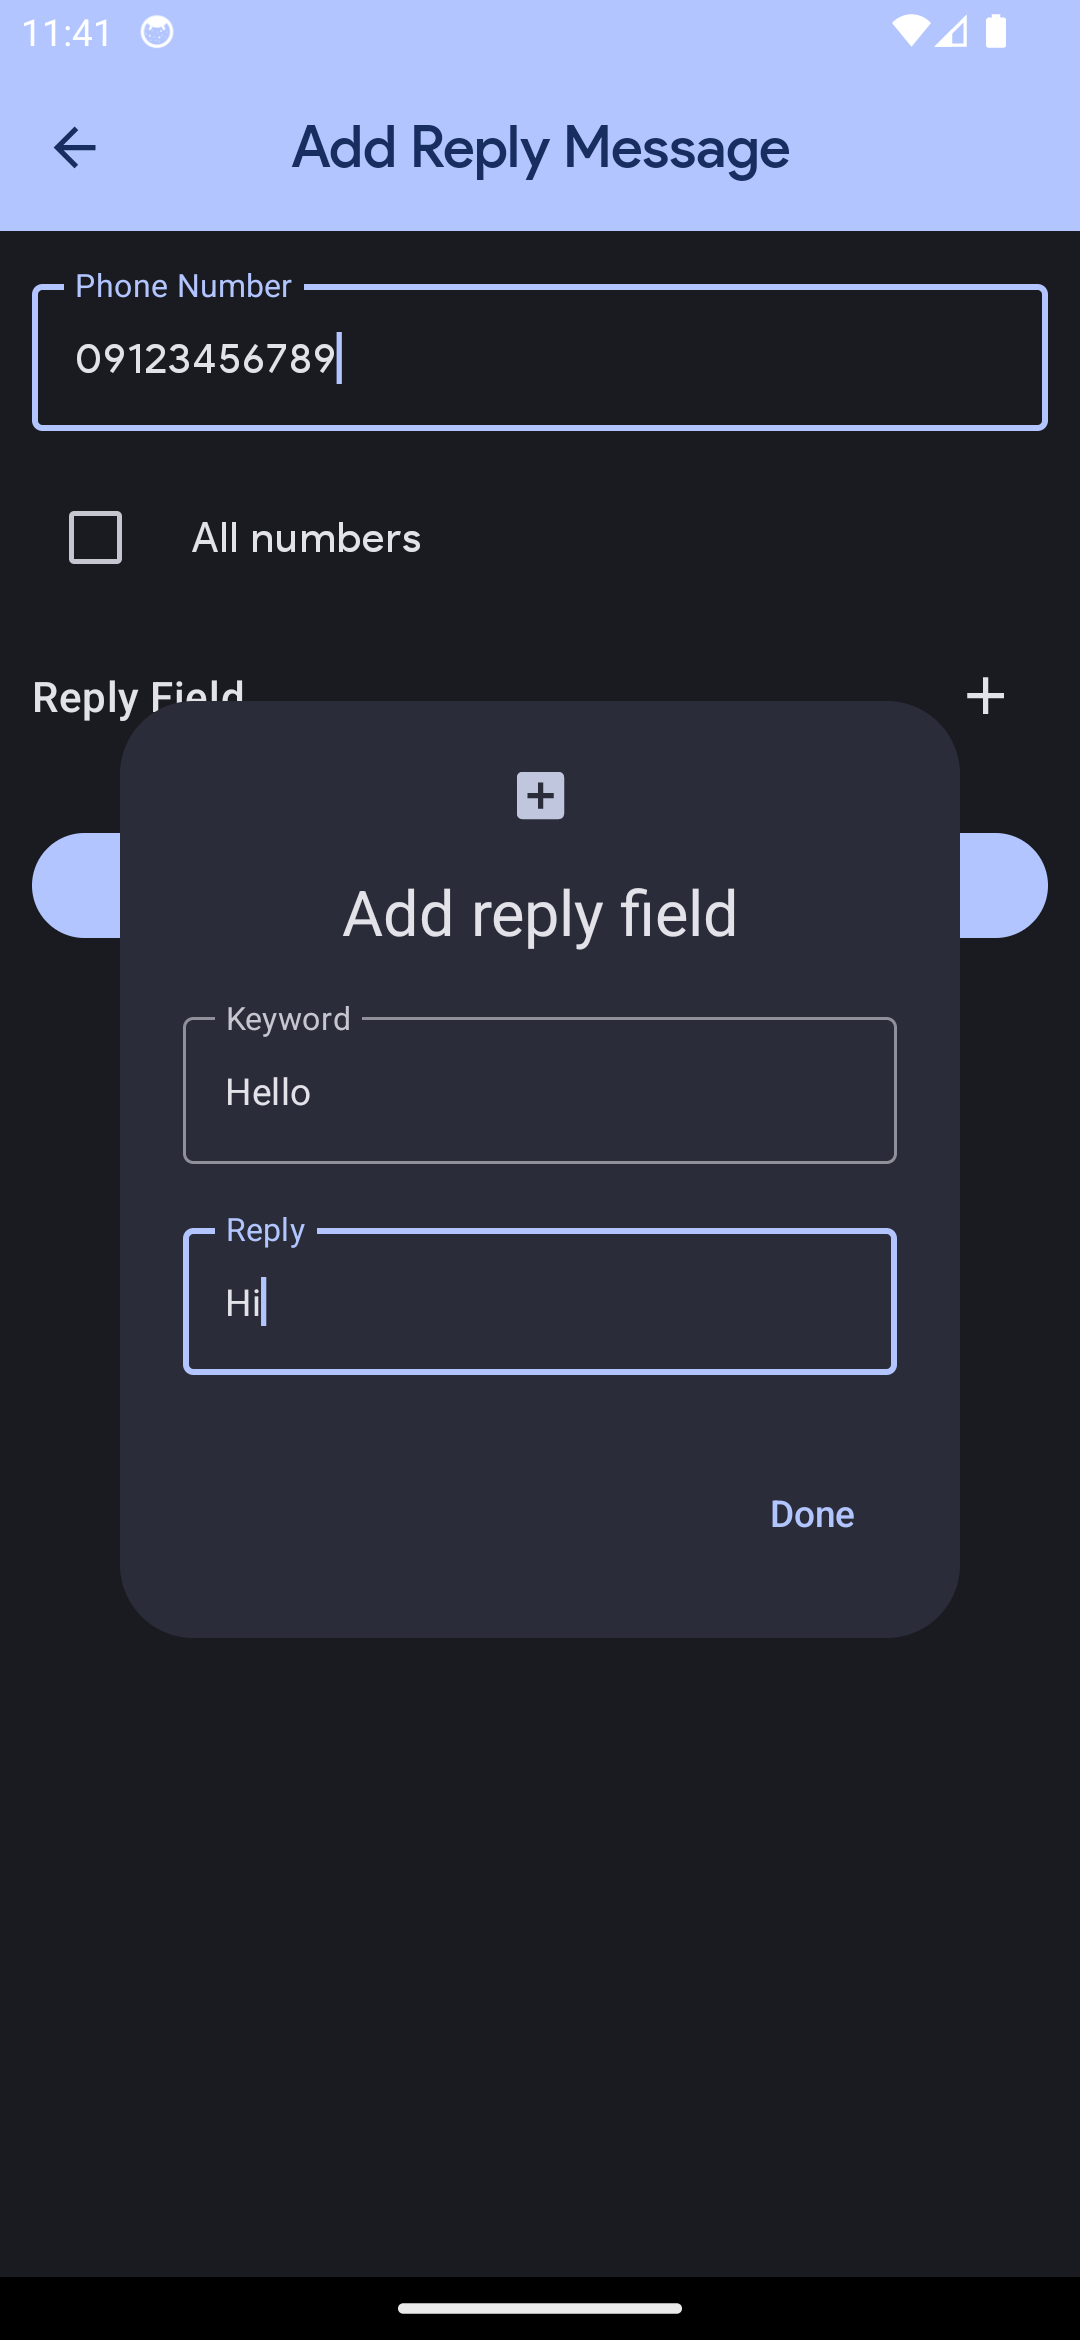 11:41
Add Reply Message
Phone Number
09123456789
All numbers
Reply Field
Add reply field
Keyword
Hello
Reply
Hi
Done